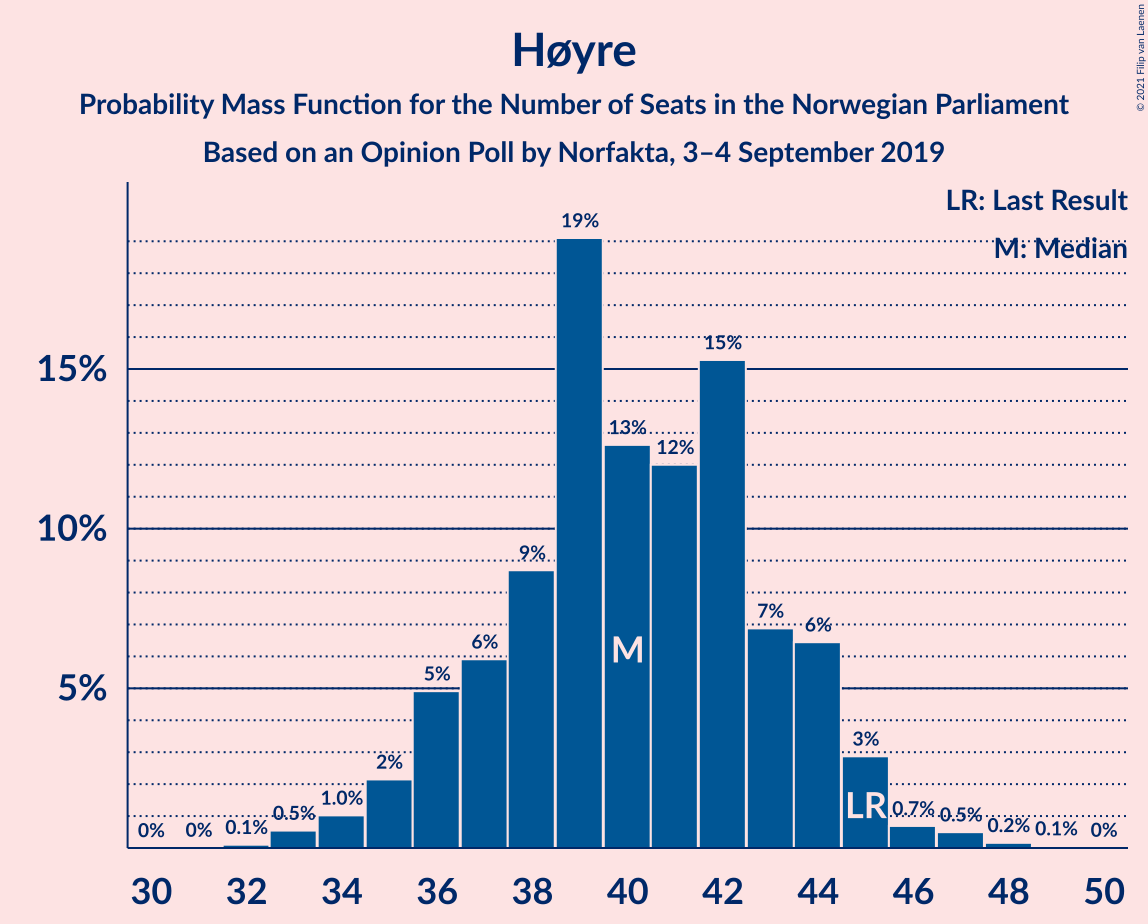 Høyre
Probability Mass Function for the Number of Seats in the Norwegian Parliament
Based on an Opinion Poll by Norfakta, 3–4 September 2019
© 2021 Filip van Laenen
LR: Last Result
M: Median
15%
10%
5%
0%
0%
0.1%
0.5%
1.0%
2%
5%
6%
9%
19%
13%
12%
15%
7%
6%
3%
0.7%
0.5%
0.2%
0.1%
0%
M
LR
30 32 34 36 38 40 42 44 46 48 50